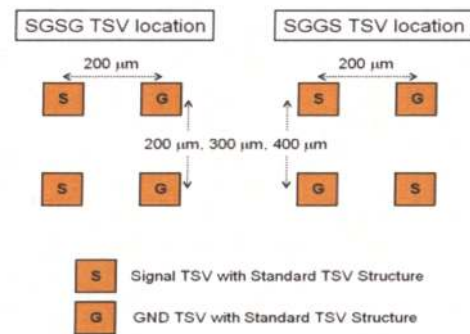 SGSG TSV location SGGS TSV location
200 µm 200 µm
S G S G
200 µm, 300 µm, 400 µm
S G G S
S Signal TSV with Standard TSV Structure
G GND TSV with Standard TSV Structure